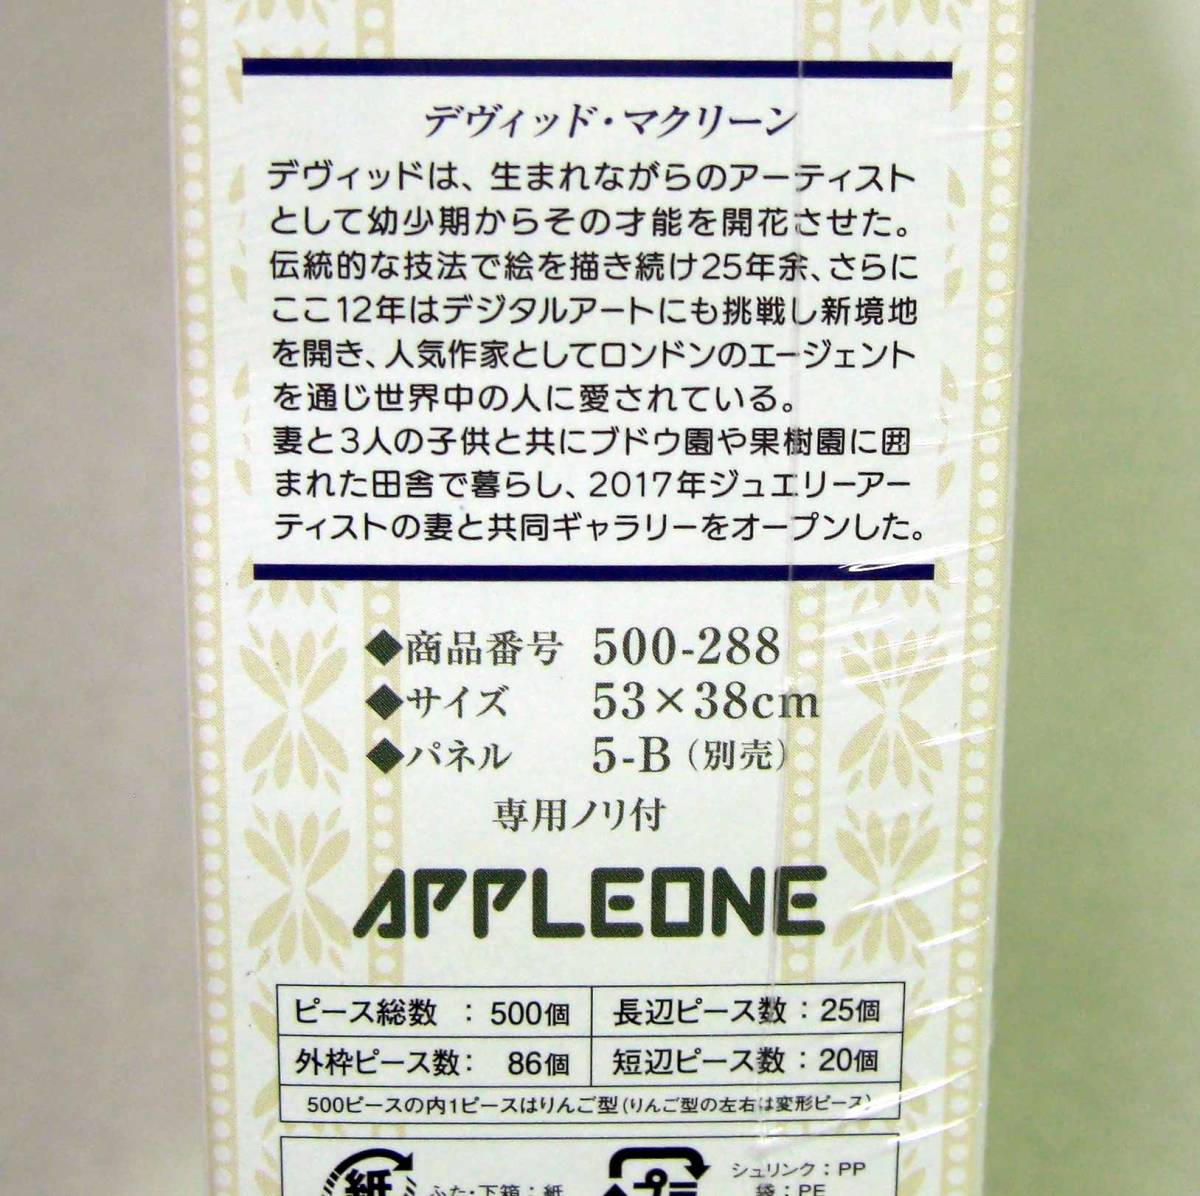 デヴィッド・マクリーン
デヴィッドは、生まれながらのアーティスト
として幼少期からその才能を開花させた。
伝統的な技法で絵を描き続け25年余、さらに
ここ12年はデジタルアートにも挑戦し新境地
を開き、人気作家としてロンドンのエージェント
を通じ世界中の人に愛されている。
妻と3人の子供と共にブドウ園や果樹園に囲
まれた田舎で暮らし、2017年ジュエリーアー
ティストの妻と共同ギャラリーをオープンした。
◆商品番号 500-288
◆サイズ 53×38cm
◆パネル 5-B（別売）
専用ノリ付
APPLEONE
ピース総数 : 500個 長辺ピース数 : 25個
外枠ピース数: 86個 短辺ピース数 : 20個
500ピースの内1ピースはりんご型(りんご型の左右は変形ピース)
紙 ふた・下箱 : 紙
プラ シュリンク : PP
袋 : PE